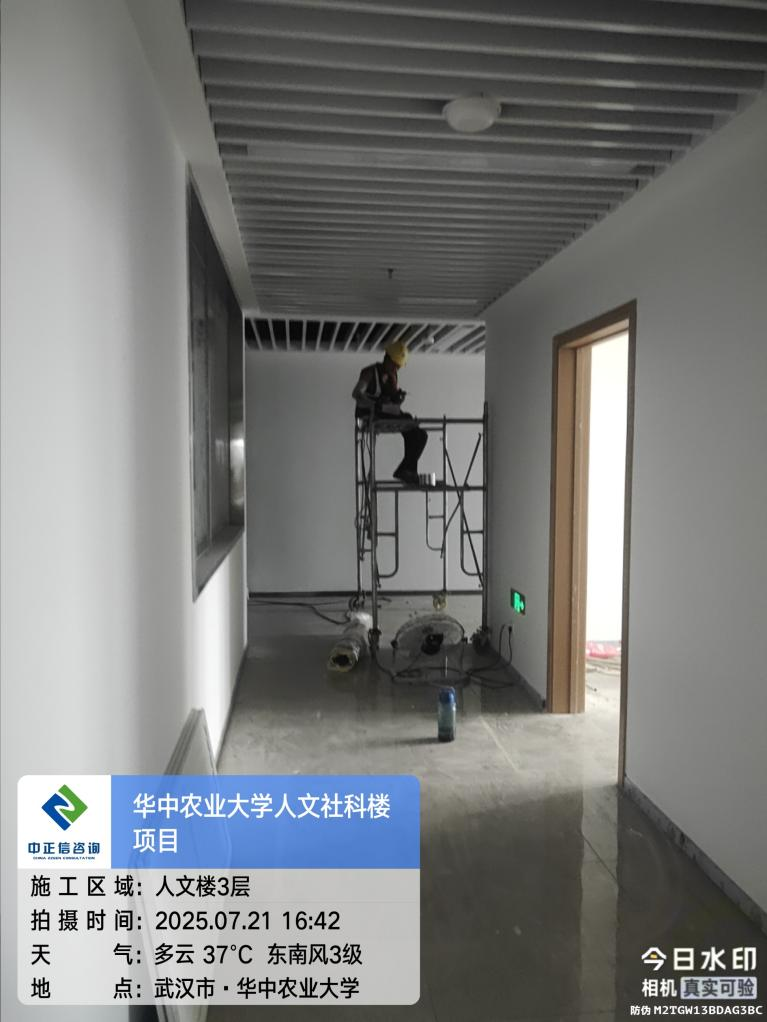 华中农业大学人文社科楼
项目
中正信咨询
施工区域：人文楼3层
拍摄时间：2025.07.21 16:42
天气：多云 37°C 东南风3级
地点：武汉市·华中农业大学
今日水印
相机 真实可验
防伪 M2TGW13BDAG3BC